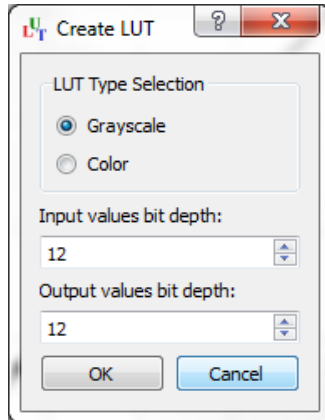 LUT Create LUT ?
LUT Type Selection
Grayscale
Color
Input values bit depth:
12
Output values bit depth:
12
OK Cancel